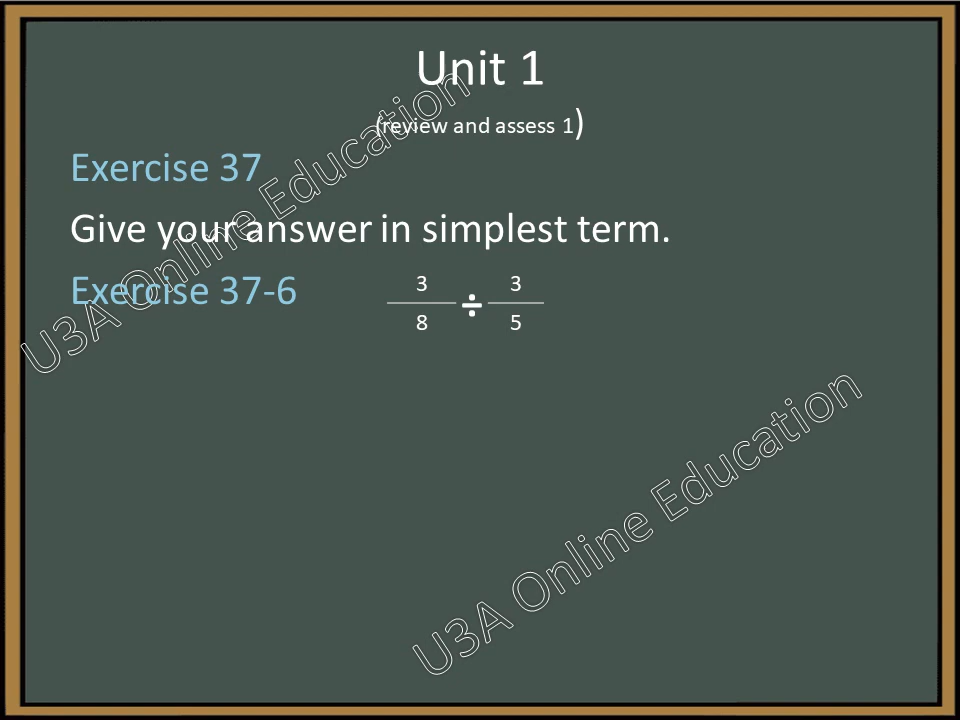 Unit 1
(review and assess 1)
Exercise 37
Give your answer in simplest term.
Exercise 37-6
3 3
÷
8 5
U3A Online Education
U3A Online Education